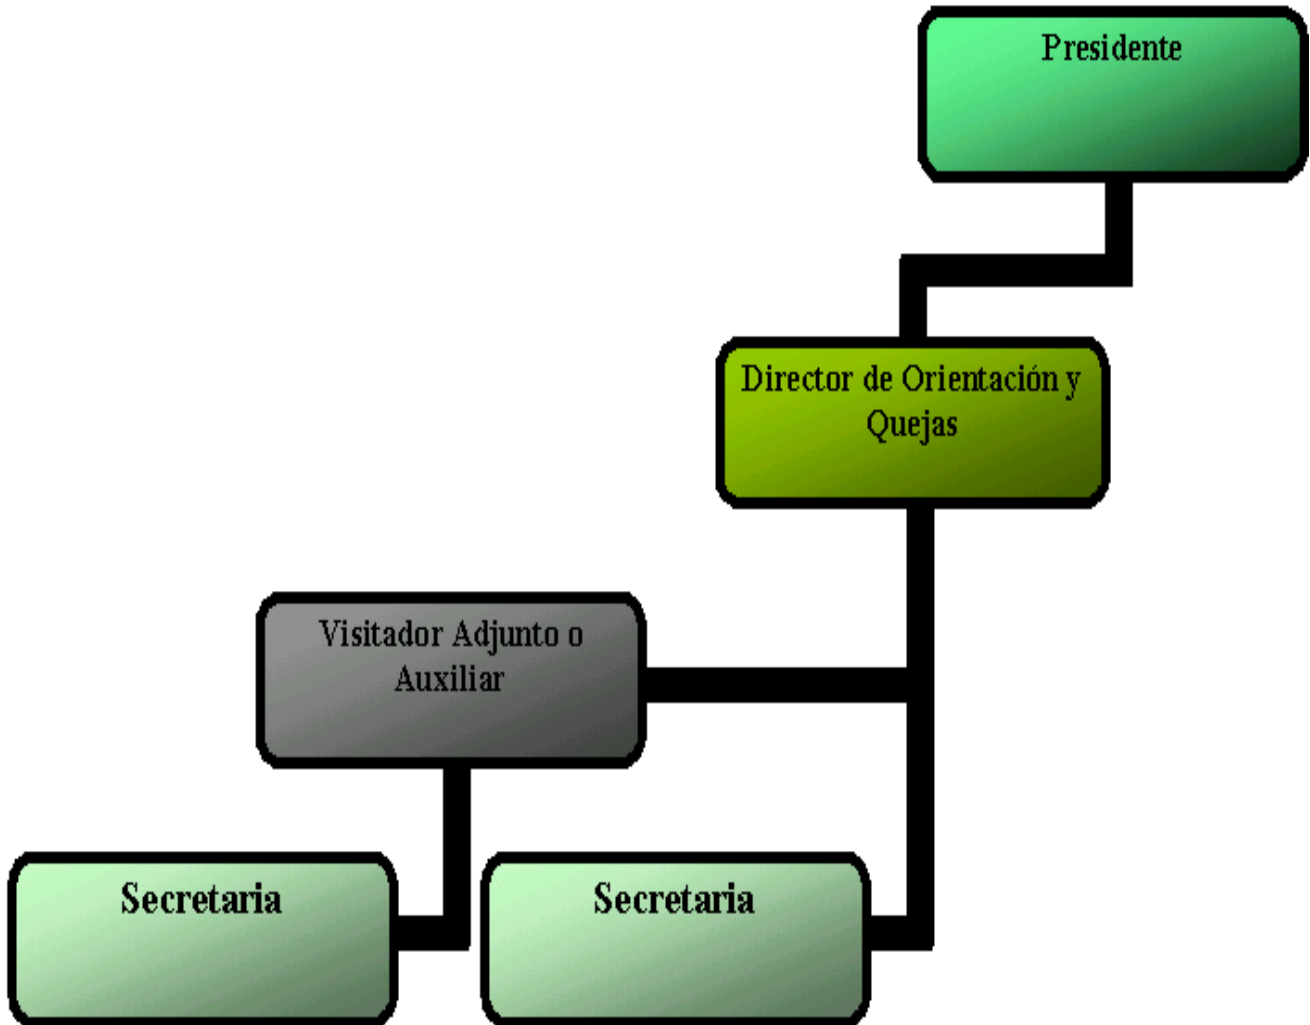 Presidente
Director de Orientación y
Quejas
Visitador Adjunto o
Auxiliar
Secretaria
Secretaria